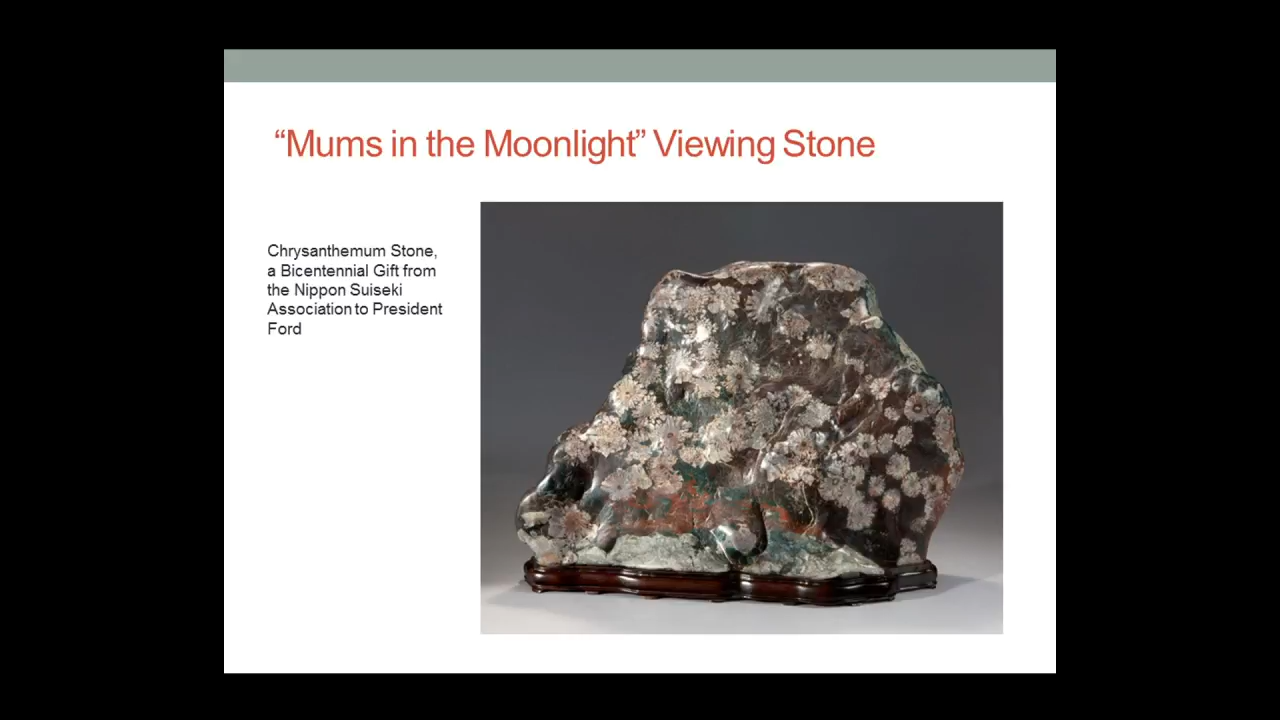 “Mums in the Moonlight” Viewing Stone
Chrysanthemum Stone,
a Bicentennial Gift from
the Nippon Suiseki
Association to President
Ford